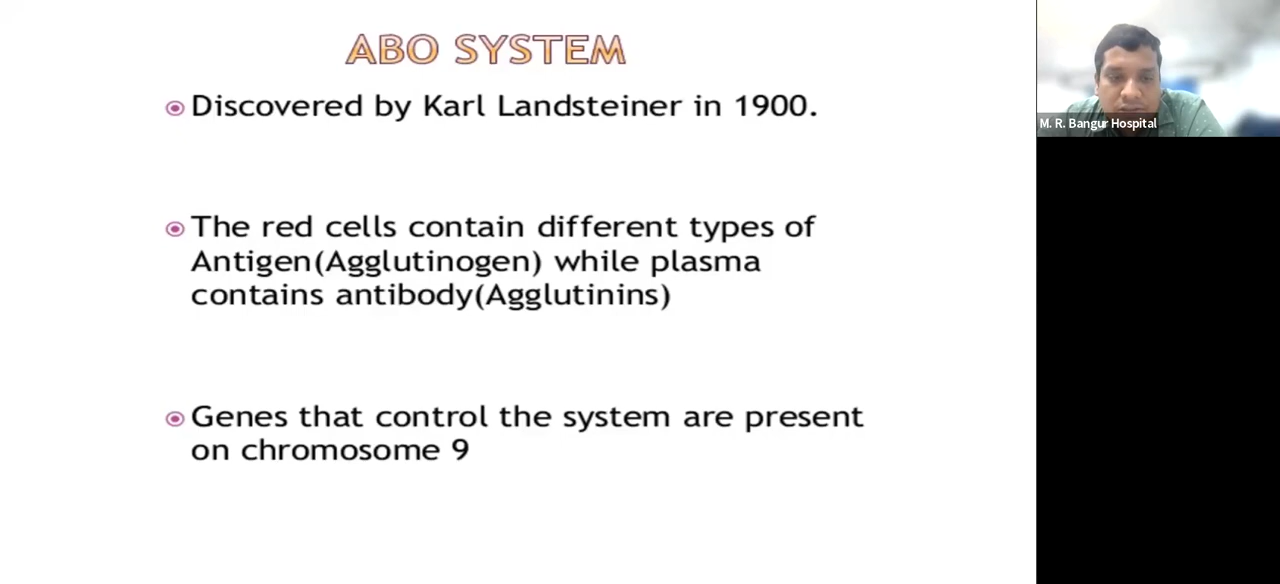 ABO SYSTEM
Discovered by Karl Landsteiner in 1900.
The red cells contain different types of
Antigen(Agglutinogen) while plasma
contains antibody(Agglutinins)
Genes that control the system are present
on chromosome 9
M. R. Bangur Hospital